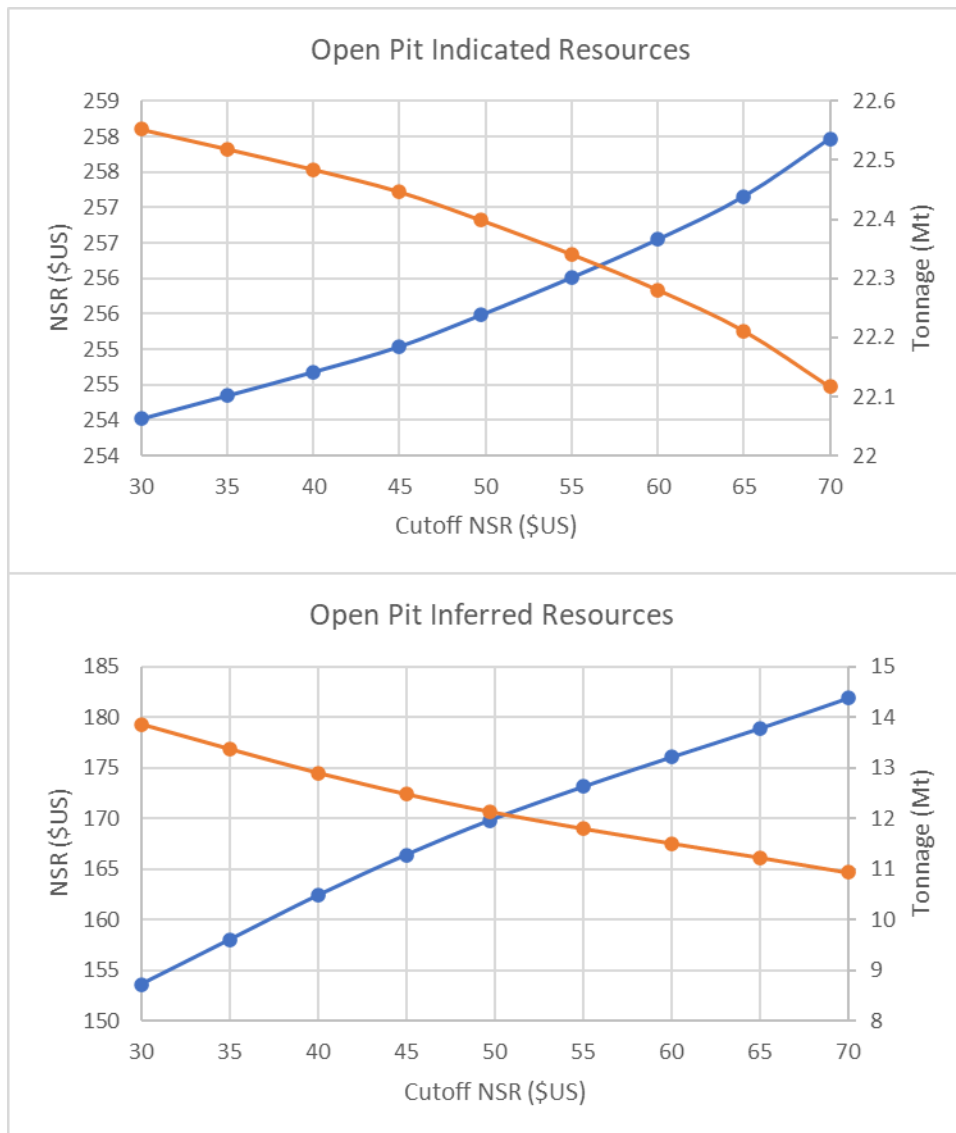 Open Pit Indicated Resources
259 22.6
258
258 22.5
257 22.4
257
256 22.3
256
255 22.2
255 22.1
254
254 22
NSR ($US)
Tonnage (Mt)
30 35 40 45 50 55 60 65 70
Cutoff NSR ($US)
Open Pit Inferred Resources
185 15
180 14
175 13
170 12
165 11
160 10
155 9
150 8
NSR ($US)
Tonnage (Mt)
30 35 40 45 50 55 60 65 70
Cutoff NSR ($US)